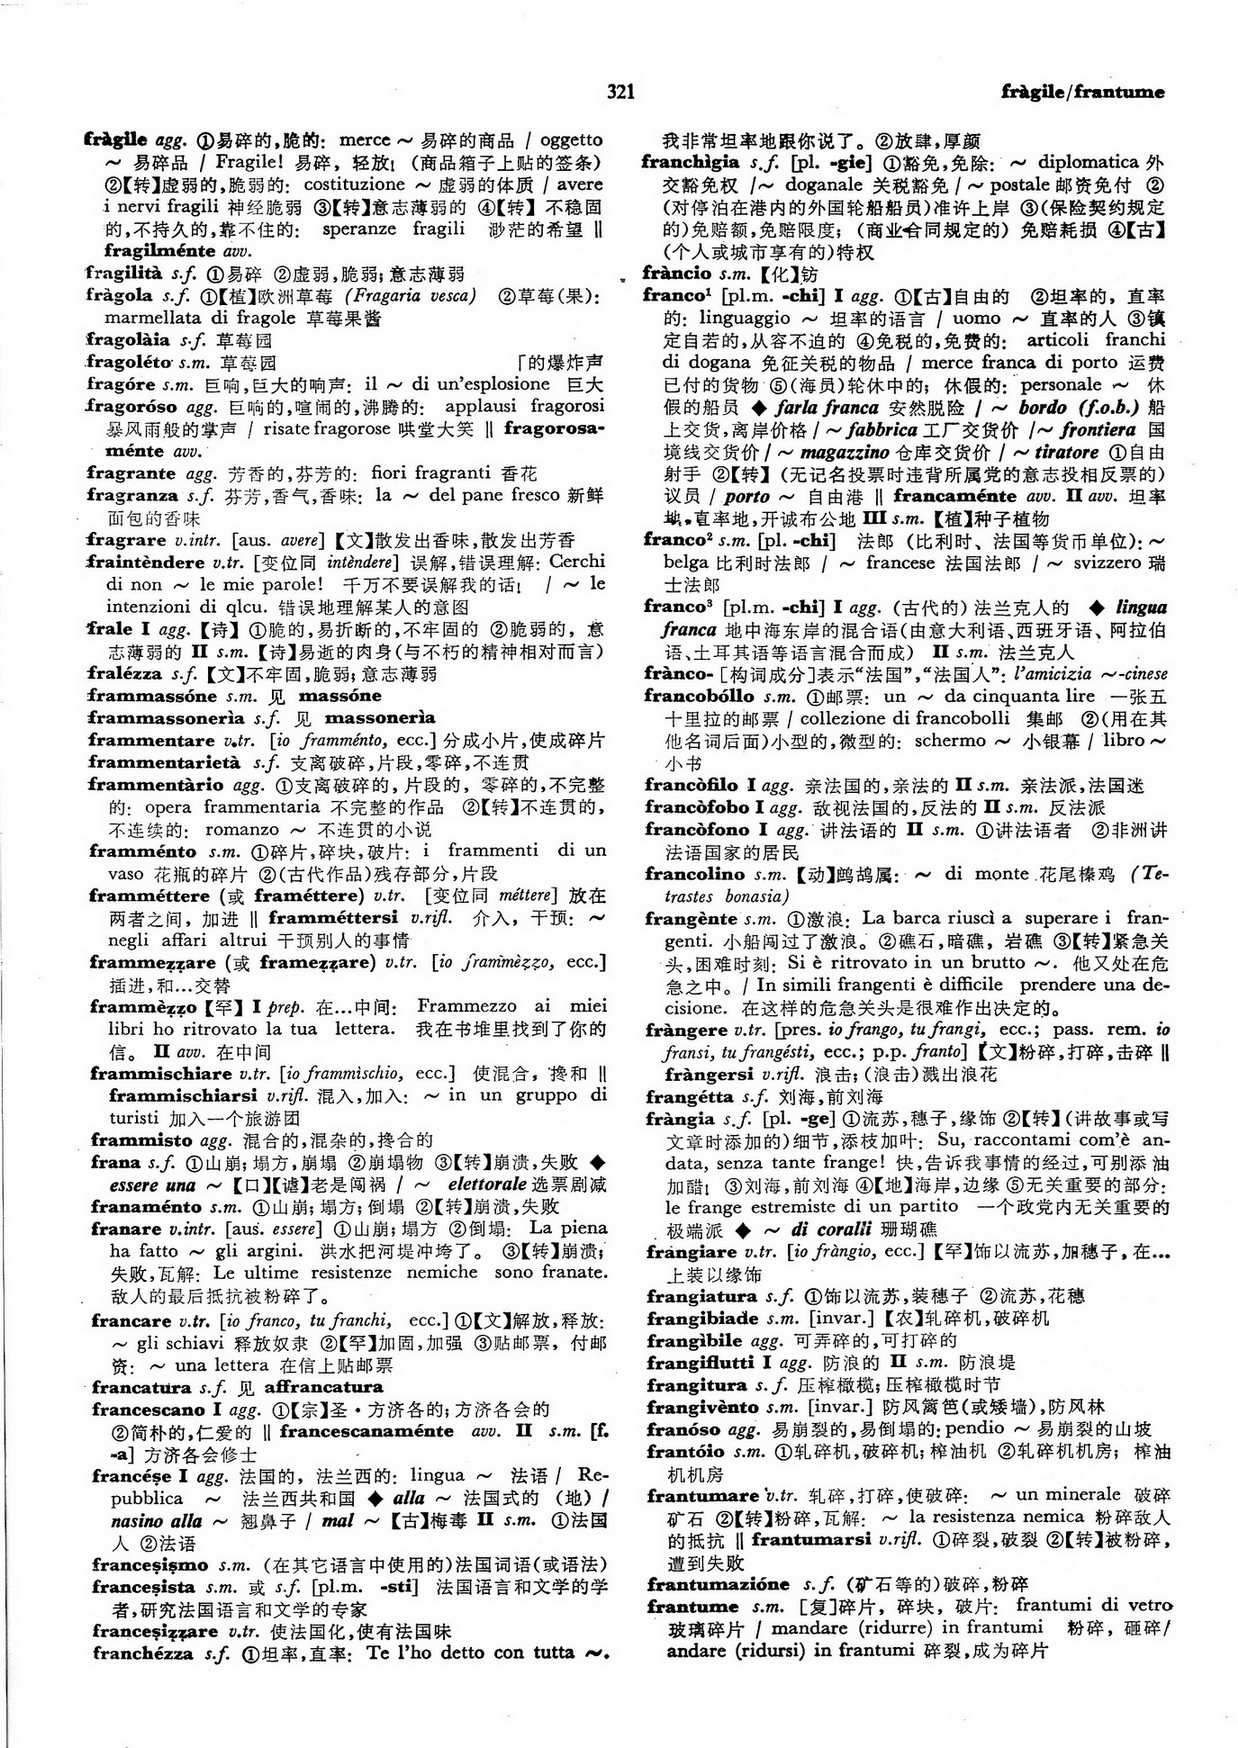 321
fràgile/frantume
fràgile agg. ①易碎的,脆的: merce ～ 易碎的商品 / oggetto
～ 易碎品 / Fragile! 易碎, 轻放! (商品箱子上贴的签条)
②【转】虚弱的,脆弱的: costituzione ～ 虚弱的体质 / avere
i nervi fragili 神经脆弱 ③【转】意志薄弱的 ④【转】 不稳固
的,不持久的,靠不住的: speranze fragili 渺茫的希望 ‖
fragilménte avv.
fragilità s.f. ①易碎 ②虚弱,脆弱; 意志薄弱
fràgola s.f. ①【植】欧洲草莓 (Fragaria vesca) ②草莓(果):
marmellata di fragole 草莓果酱
fragolàia s.f. 草莓园
fragoléto s.m. 草莓园 「的爆炸声
fragóre s.m. 巨响,巨大的响声: il ～ di un'esplosione 巨大
fragoróso agg. 巨响的,喧闹的,沸腾的: applausi fragorosi
暴风雨般的掌声 / risate fragorose 哄堂大笑 ‖ fragorosa-
ménte avv.
fragrante agg. 芳香的,芬芳的: fiori fragranti 香花
fragranza s.f. 芬芳,香气,香味: la ～ del pane fresco 新鲜
面包的香味
fragrare v.intr. [aus. avere] 【文】散发出香味,散发出芳香
fraintèndere v.tr. [变位同 intèndere] 误解,错误理解: Cerchi
di non ～ le mie parole! 千万不要误解我的话! / ～ le
intenzioni di qlcu. 错误地理解某人的意图
frale I agg. 【诗】 ①脆的,易折断的,不牢固的 ②脆弱的, 意
志薄弱的 II s.m. 【诗】易逝的肉身(与不朽的精神相对而言)
fralézza s.f. 【文】不牢固,脆弱; 意志薄弱
frammassóne s.m. 见 massóne
frammassonerìa s.f. 见 massonerìa
frammentare v.tr. [io framménto, ecc.] 分成小片,使成碎片
frammentarietà s.f. 支离破碎,片段,零碎,不连贯
frammentàrio agg. ①支离破碎的, 片段的, 零碎的,不完整
的: opera frammentaria 不完整的作品 ②【转】不连贯的,
不连续的: romanzo ～ 不连贯的小说
framménto s.m. ①碎片,碎块,破片: i frammenti di un
vaso 花瓶的碎片 ②(古代作品)残存部分,片段
framméttere (或 frаméttere) v.tr. [变位同 méttere] 放在
两者之间, 加进 ‖ framméttersi v.rifl. 介入, 干预: ～
negli affari altrui 干预别人的事情
frammezzare (或 framezzare) v.tr. [io frammèzzo, ecc.]
插进,和...交替
frammèzzo 【罕】 I prep. 在...中间: Frammezzo ai miei
libri ho ritrovato la tua lettera. 我在书堆里找到了你的
信。 II avv. 在中间
frammischiare v.tr. [io frammischio, ecc.] 使混合, 搀和 ‖
frammischiarsi v.rifl. 混入,加入: ～ in un gruppo di
turisti 加入一个旅游团
frammisto agg. 混合的,混杂的,搀合的
frana s.f. ①山崩; 塌方,崩塌 ②崩塌物 ③【转】崩溃,失败 ◆
essere una ～ 【口】【谑】老是闯祸 / ～ elettorale 选票剧减
franaménto s.m. ①山崩; 塌方; 倒塌 ②【转】崩溃,失败
franare v.intr. [aus. essere] ①山崩; 塌方 ②倒塌: La piena
ha fatto ～ gli argini. 洪水把河堤冲垮了。 ③【转】崩溃;
失败,瓦解: Le ultime resistenze nemiche sono franate.
敌人的最后抵抗被粉碎了。
francare v.tr. [io franco, tu franchi, ecc.] ①【文】解放,释放:
～ gli schiavi 释放奴隶 ②【罕】加固,加强 ③贴邮票, 付邮
资: ～ una lettera 在信上贴邮票
francatura s.f. 见 affrancatura
francescano I agg. ①【宗】圣·方济各的; 方济各会的
②简朴的,仁爱的 ‖ francescanaménte avv. II s.m. [f.
-a] 方济各会修士
francése I agg. 法国的, 法兰西的: lingua ～ 法语 / Re-
pubblica ～ 法兰西共和国 ◆ alla ～ 法国式的 (地) /
nasino alla ～ 翘鼻子 / mal ～ 【古】梅毒 II s.m. ①法国
人 ②法语
francesismo s.m. (在其它语言中使用的)法国词语(或语法)
francesista s.m. 或 s.f. [pl.m. -sti] 法国语言和文学的学
者,研究法国语言和文学的专家
francesizzare v.tr. 使法国化,使有法国味
franchézza s.f. ①坦率,直率: Te l'ho detto con tutta ～.
我非常坦率地跟你说了。②放肆,厚颜
franchìgia s.f. [pl. -gie] ①豁免,免除: ～ diplomatica 外
交豁免权 /～ doganale 关税豁免 / ～ postale 邮资免付 ②
(对停泊在港内的外国轮船船员)准许上岸 ③(保险契约规定
的)免赔额,免赔限度; (商业合同规定的) 免赔耗损 ④【古】
(个人或城市享有的)特权
fràncio s.m. 【化】钫
franco¹ [pl.m. -chi] I agg. ①【古】自由的 ②坦率的, 直率
的: linguaggio ～ 坦率的语言 / uomo ～ 直率的人 ③镇
定自若的,从容不迫的 ④免税的,免费的: articoli franchi
di dogana 免征关税的物品 / merce franca di porto 运费
已付的货物 ⑤(海员)轮休中的; 休假的: personale ～ 休
假的船员 ◆ farla franca 安然脱险 / ～ bordo (f.o.b.) 船
上交货,离岸价格 / ～ fabbrica 工厂交货价 /～ frontiera 国
境线交货价 / ～ magazzino 仓库交货价 / ～ tiratore ①自由
射手 ②【转】 (无记名投票时违背所属党的意志投相反票的)
议员 / porto ～ 自由港 ‖ francaménte avv. II avv. 坦率
地,直率地,开诚布公地 III s.m. 【植】种子植物
franco² s.m. [pl. -chi] 法郎 (比利时、法国等货币单位): ～
belga 比利时法郎 / ～ francese 法国法郎 / ～ svizzero 瑞
士法郎
franco³ [pl.m. -chi] I agg. (古代的) 法兰克人的 ◆ lingua
franca 地中海东岸的混合语(由意大利语、西班牙语、阿拉伯
语、土耳其语等语言混合而成) II s.m. 法兰克人
frànco- [构词成分]表示“法国”,“法国人”: l'amicizia ～-cinese
francobóllo s.m. ①邮票: un ～ da cinquanta lire 一张五
十里拉的邮票 / collezione di francobolli 集邮 ②(用在其
他名词后面)小型的,微型的: schermo ～ 小银幕 / libro ～
小书
francòfilo I agg. 亲法国的,亲法的 II s.m. 亲法派,法国迷
francòfobo I agg. 敌视法国的,反法的 II s.m. 反法派
francòfono I agg. 讲法语的 II s.m. ①讲法语者 ②非洲讲
法语国家的居民
francolino s.m. 【动】鹧鸪属: ～ di monte 花尾榛鸡 (Te-
trastes bonasia)
frangènte s.m. ①激浪: La barca riuscì a superare i fran-
genti. 小船闯过了激浪。②礁石,暗礁, 岩礁 ③【转】紧急关
头,困难时刻: Si è ritrovato in un brutto ～. 他又处在危
急之中。/ In simili frangenti è difficile prendere una de-
cisione. 在这样的危急关头是很难作出决定的。
fràngere v.tr. [pres. io frango, tu frangi, ecc.; pass. rem. io
fransi, tu frangésti, ecc.; p.p. franto] 【文】粉碎,打碎,击碎 ‖
fràngersi v.rifl. 浪击; (浪击)溅出浪花
frangétta s.f. 刘海,前刘海
fràngia s.f. [pl. -ge] ①流苏,穗子,缘饰 ②【转】(讲故事或写
文章时添加的)细节,添枝加叶: Su, raccontami com'è an-
data, senza tante frange! 快,告诉我事情的经过,可别添油
加醋! ③刘海,前刘海 ④【地】海岸,边缘 ⑤无关重要的部分:
le frange estremiste di un partito 一个政党内无关重要的
极端派 ◆ ～ di coralli 珊瑚礁
frangiare v.tr. [io fràngio, ecc.] 【罕】饰以流苏,加穗子, 在...
上装以缘饰
frangiatura s.f. ①饰以流苏,装穗子 ②流苏,花穗
frangibiade s.m. [invar.] 【农】轧碎机,破碎机
frangìbile agg. 可弄碎的,可打碎的
frangiflutti I agg. 防浪的 II s.m. 防浪堤
frangitura s.f. 压榨橄榄; 压榨橄榄时节
frangivènto s.m. [invar.] 防风篱笆(或矮墙),防风林
franóso agg. 易崩裂的,易倒塌的: pendio ～ 易崩裂的山坡
frantóio s.m. ①轧碎机,破碎机; 榨油机 ②轧碎机机房; 榨油
机机房
frantumare v.tr. 轧碎,打碎,使破碎: ～ un minerale 破碎
矿石 ②【转】粉碎,瓦解: ～ la resistenza nemica 粉碎敌人
的抵抗 ‖ frantumarsi v.rifl. ①碎裂,破裂 ②【转】被粉碎,
遭到失败
frantumazióne s.f. (矿石等的)破碎,粉碎
frantume s.m. [复]碎片, 碎块, 破片: frantumi di vetro
玻璃碎片 / mandare (ridurre) in frantumi 粉碎, 砸碎/
andare (ridursi) in frantumi 碎裂,成为碎片